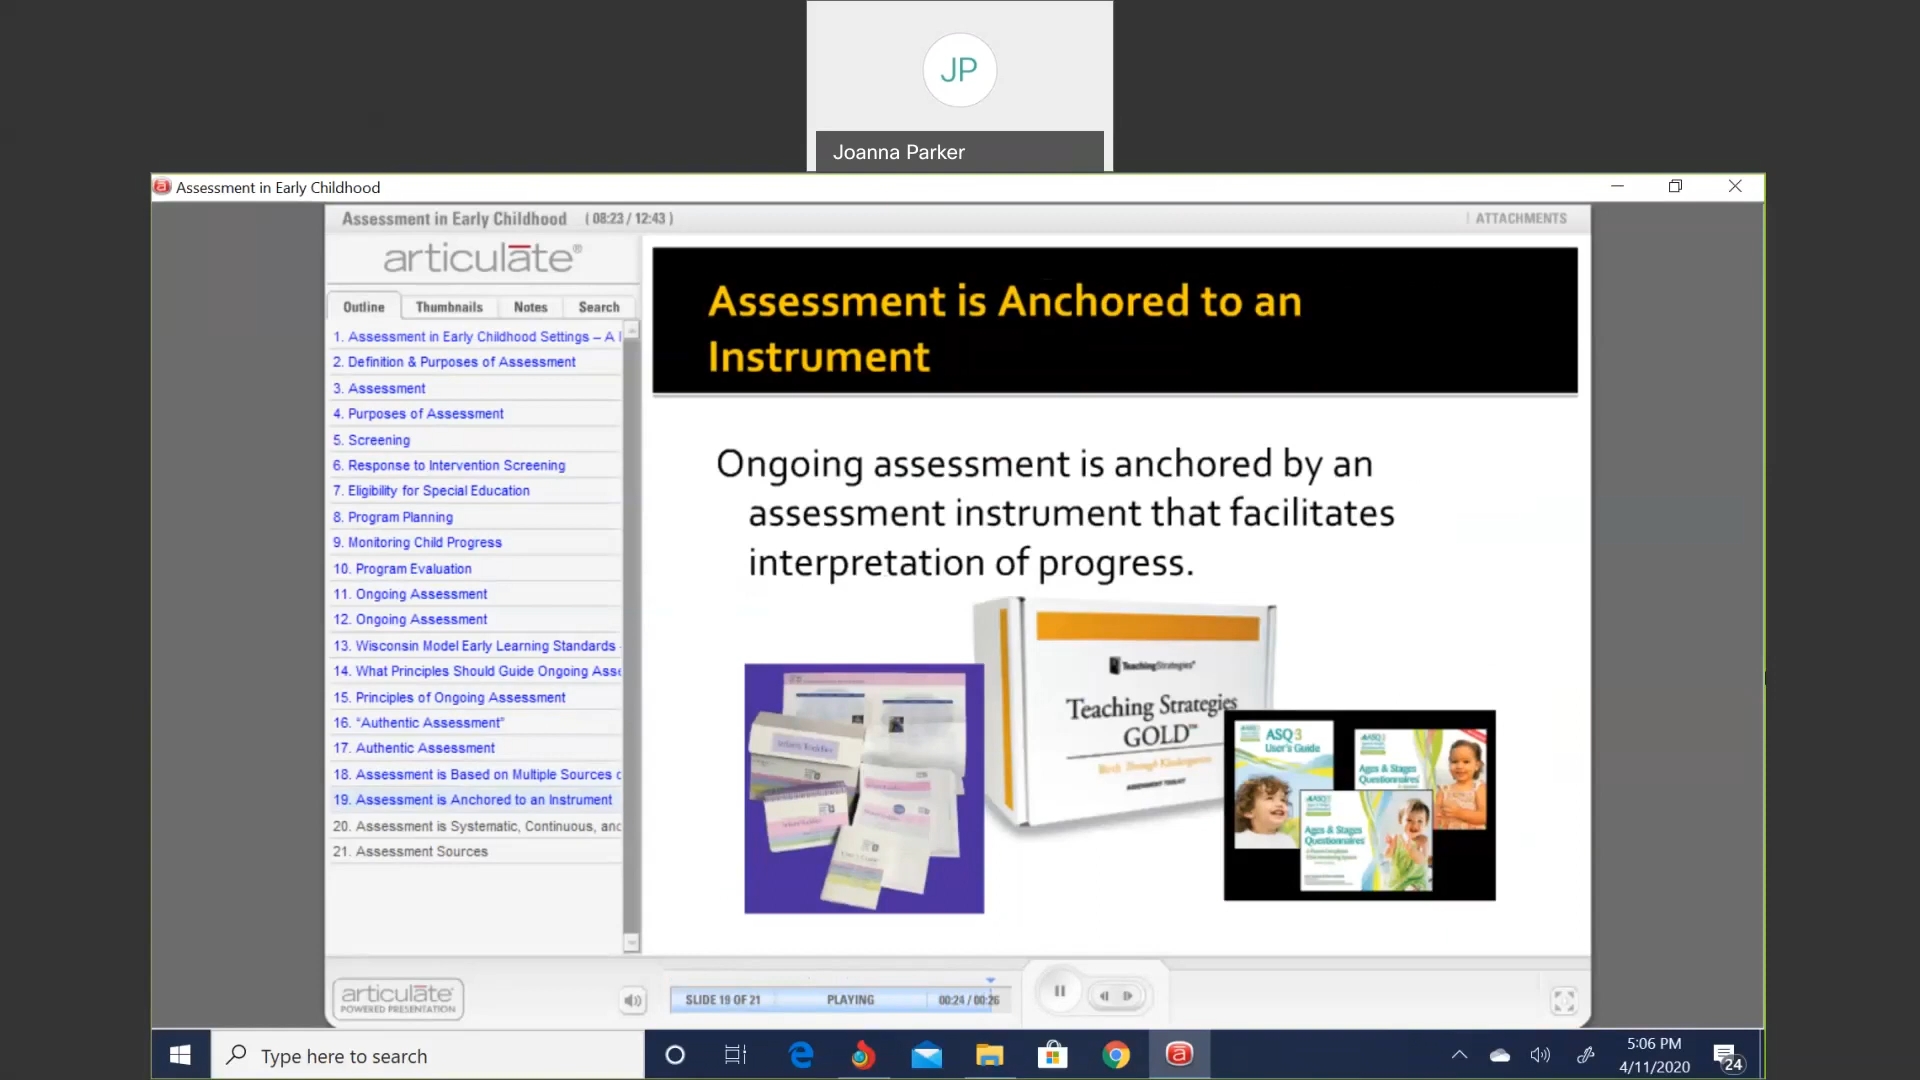 JP
Joanna Parker
Assessment in Early Childhood
Assessment in Early Childhood ( 08:23 / 12:43 )
ATTACHMENTS
articulate®
Outline
Thumbnails
Notes
Search
1. Assessment in Early Childhood Settings – A
2. Definition & Purposes of Assessment
3. Assessment
4. Purposes of Assessment
5. Screening
6. Response to Intervention Screening
7. Eligibility for Special Education
8. Program Planning
9. Monitoring Child Progress
10. Program Evaluation
11. Ongoing Assessment
12. Ongoing Assessment
13. Wisconsin Model Early Learning Standards
14. What Principles Should Guide Ongoing Asse
15. Principles of Ongoing Assessment
16. “Authentic Assessment”
17. Authentic Assessment
18. Assessment is Based on Multiple Sources o
19. Assessment is Anchored to an Instrument
20. Assessment is Systematic, Continuous, and
21. Assessment Sources
Assessment is Anchored to an
Instrument
Ongoing assessment is anchored by an
assessment instrument that facilitates
interpretation of progress.
TeachingStrategies®
Teaching Strategies
GOLD™
Birth Through Kindergarten
ASSESSMENT TOOLKIT
ASQ3
User's Guide
Ages & Stages
Questionnaires®
Ages & Stages
Questionnaires®
articulate®
POWERED PRESENTATION
SLIDE 19 OF 21
PLAYING
00:24 / 00:26
Type here to search
5:06 PM
4/11/2020
24